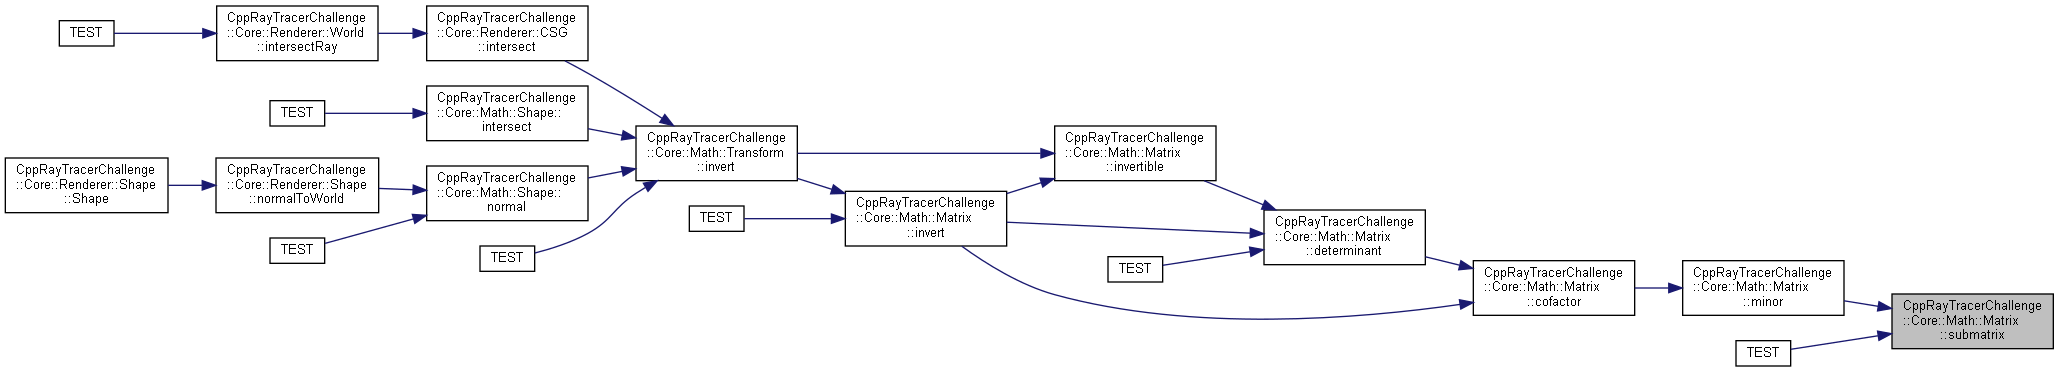 TEST
CppRayTracerChallenge
::Core::Renderer::World
::intersectRay
CppRayTracerChallenge
::Core::Renderer::CSG
::intersect
TEST
CppRayTracerChallenge
::Core::Math::Shape::
intersect
CppRayTracerChallenge
::Core::Renderer::Shape
::Shape
CppRayTracerChallenge
::Core::Renderer::Shape
::normalToWorld
TEST
CppRayTracerChallenge
::Core::Math::Shape::
normal
TEST
CppRayTracerChallenge
::Core::Math::Transform
::invert
TEST
CppRayTracerChallenge
::Core::Math::Matrix
::invert
CppRayTracerChallenge
::Core::Math::Matrix
::invertible
TEST
CppRayTracerChallenge
::Core::Math::Matrix
::determinant
CppRayTracerChallenge
::Core::Math::Matrix
::cofactor
CppRayTracerChallenge
::Core::Math::Matrix
::minor
TEST
CppRayTracerChallenge
::Core::Math::Matrix
::submatrix